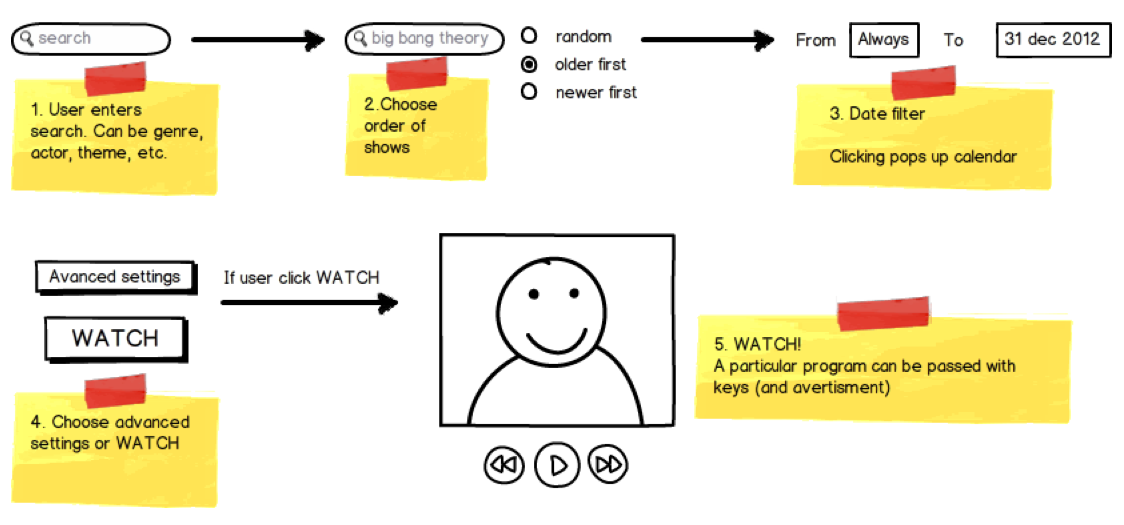 search
big bang theory
random
older first
newer first
From Always To 31 dec 2012
1. User enters
search. Can be genre,
actor, theme, etc.
2.Choose
order of
shows
3. Date filter
Clicking pops up calendar
Avanced settings
WATCH
If user click WATCH
4. Choose advanced
settings or WATCH
5. WATCH!
A particular program can be passed with
keys (and avertisment)